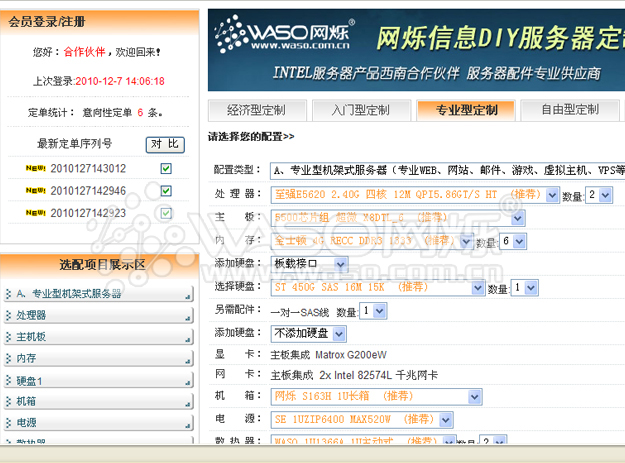 会员登录/注册
您好：合作伙伴，欢迎回来!
上次登录:2010-12-7 14:06:18
定单统计： 意向性定单 6 条。
最新定单序列号 对 比
NEW! 2010127143012
NEW! 2010127142946
NEW! 2010127142923
选配项目展示区
A、专业型机架式服务器
处理器
主机板
内存
硬盘1
机箱
电源
散热器
WASO网烁®
www.waso.com.cn
网烁信息DIY服务器定制
INTEL服务器产品西南合作伙伴 服务器配件专业供应商
经济型定制 入门型定制 专业型定制 自由型定制
请选择您的配置>>
配置类型： A、专业型机架式服务器（专业WEB、网站、邮件、游戏、虚拟主机、VPS等
处 理 器： 至强E5620 2.40G 四核 12M QPI5.86GT/S HT （推荐） 数量: 2
主 板： 5500芯片组 超微 X8DTL_6 （推荐）
内 存： 金士顿 4G RECC DDR3 1333 （推荐） 数量: 6
添加硬盘： 板载接口
选择硬盘： ST 450G SAS 16M 15K （推荐） 数量: 1
另需配件： 一对一SAS线 数量: 1
添加硬盘： 不添加硬盘
显 卡： 主板集成 Matrox G200eW
网 卡： 主板集成 2x Intel 82574L 千兆网卡
机 箱： 网烁 S163H 1U长箱 （推荐）
电 源： SE 1UZIP6400 MAX520W （推荐）
散 热 器： WASO 1U1366A 1U主动式 （推荐） 数量: 2
WASO网烁®
www.waso.com.cn